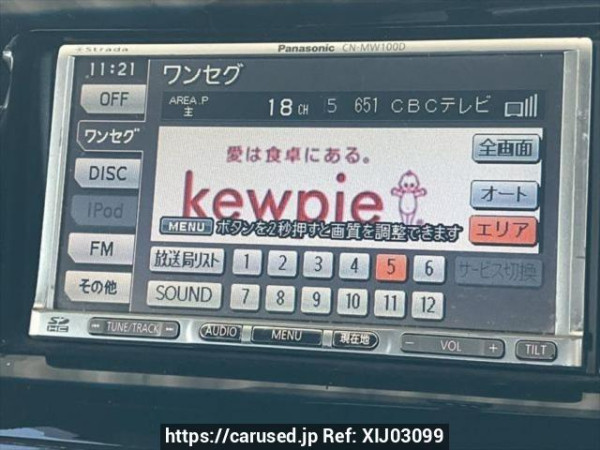 Strada Panasonic CN-MW100D
11:21 ワンセグ
OFF AREA.P 主 18 CH 5 651 CBCテレビ
ワンセグ 愛は食卓にある。 全画面
DISC kewpie オート
iPod MENU ボタンを2秒押すと画質を調整できます エリア
FM 放送局リスト 1 2 3 4 5 6 サービス切換
その他 SOUND 7 8 9 10 11 12
SD HC TUNE/TRACK AUDIO MENU 現在地 - VOL + TILT
https://carused.jp Ref: XIJ03099